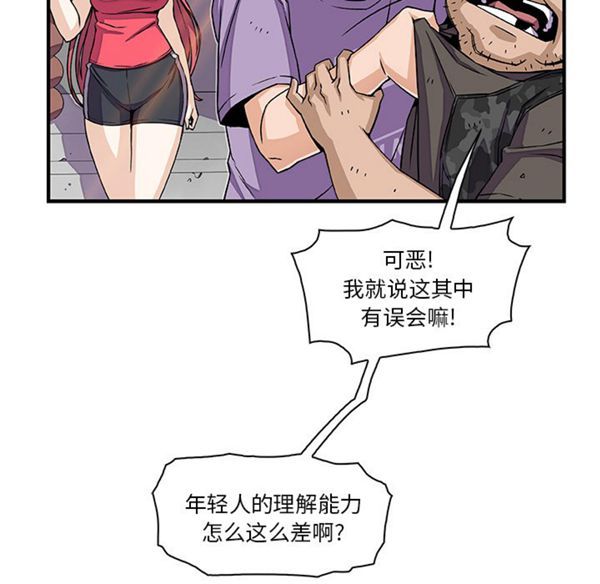 可恶!
我就说这其中
有误会嘛!
年轻人的理解能力
怎么这么差啊?